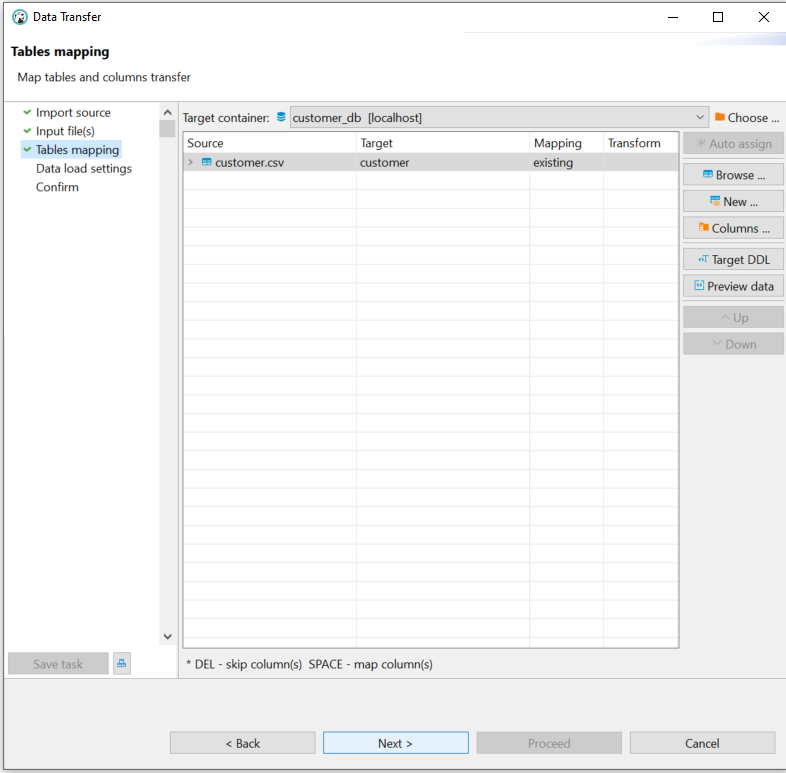 Data Transfer
Tables mapping
Map tables and columns transfer
Import source
Input file(s)
Tables mapping
Data load settings
Confirm
Target container: customer_db [localhost] Choose ...
Source Target Mapping Transform
customer.csv customer existing
Auto assign
Browse ...
New ...
Columns ...
Target DDL
Preview data
Up
Down
* DEL - skip column(s) SPACE - map column(s)
Save task
< Back Next > Proceed Cancel